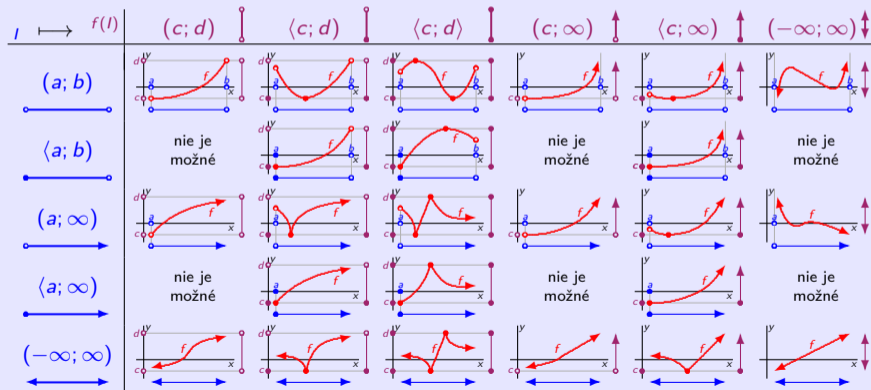 I ⟼ f(I) (c; d) ⟨c; d) ⟨c; d⟩ (c; ∞) ⟨c; ∞) (-∞; ∞)
(a; b)
y d c a b x f
y a b x f
y d c a b x f
y c a b x f
y c a b x f
y a b x f
⟨a; b)
nie je
možné
y a b x f
y d c a b x f
nie je
možné
y c a b x f
nie je
možné
(a; ∞)
y d c a x f
y a x f
y d c a x f
y c a x f
y c a x f
y a x f
⟨a; ∞)
nie je
možné
y a x f
y d c a x f
nie je
možné
y c a x f
nie je
možné
(-∞; ∞)
y d c x f
y x f
y d c x f
y c x f
y c x f
y x f